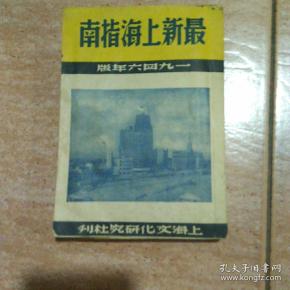 南指海上新最
版年六四九一
刊社究研化文海上
孔夫子旧书网